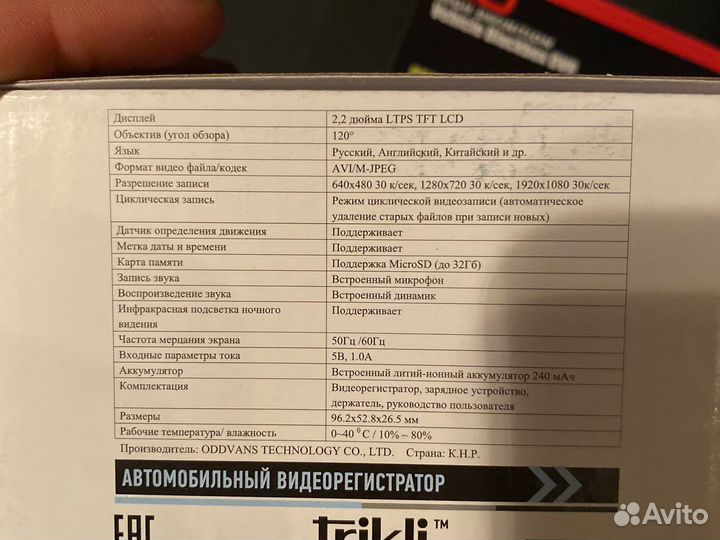 Дисплей 2,2 дюйма LTPS TFT LCD
Объектив (угол обзора) 120°
Язык Русский, Английский, Китайский и др.
Формат видео файла/кодек AVI/M-JPEG
Разрешение записи 640x480 30 к/сек, 1280x720 30 к/сек, 1920x1080 30к/сек
Циклическая запись Режим циклической видеозаписи (автоматическое
удаление старых файлов при записи новых)
Датчик определения движения Поддерживает
Метка даты и времени Поддерживает
Карта памяти Поддержка MicroSD (до 32Гб)
Запись звука Встроенный микрофон
Воспроизведение звука Встроенный динамик
Инфракрасная подсветка ночного Поддерживает
видения
Частота мерцания экрана 50Гц /60Гц
Входные параметры тока 5В, 1.0А
Аккумулятор Встроенный литий-ионный аккумулятор 240 мАч
Комплектация Видеорегистратор, зарядное устройство,
держатель, руководство пользователя
Размеры 96.2x52.8x26.5 мм
Рабочие температура/ влажность 0~40 ⁰C / 10% ~ 80%
Производитель: ODDVANS TECHNOLOGY CO., LTD. Страна: К.Н.Р.
АВТОМОБИЛЬНЫЙ ВИДЕОРЕГИСТРАТОР
EAC trikli™
Avito